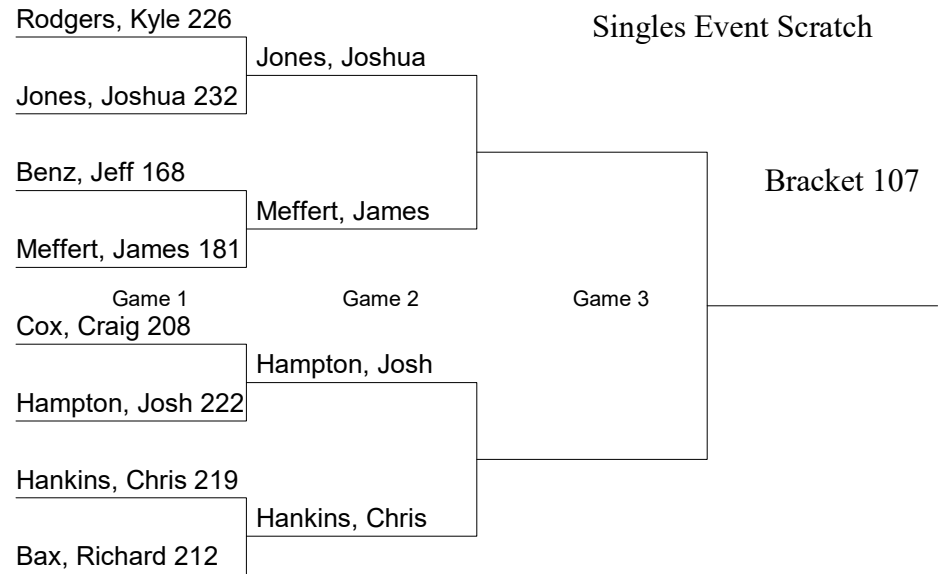 Rodgers, Kyle 226
Singles Event Scratch
Jones, Joshua
Jones, Joshua 232
Benz, Jeff 168
Bracket 107
Meffert, James
Meffert, James 181
Game 1
Game 2
Game 3
Cox, Craig 208
Hampton, Josh
Hampton, Josh 222
Hankins, Chris 219
Hankins, Chris
Bax, Richard 212